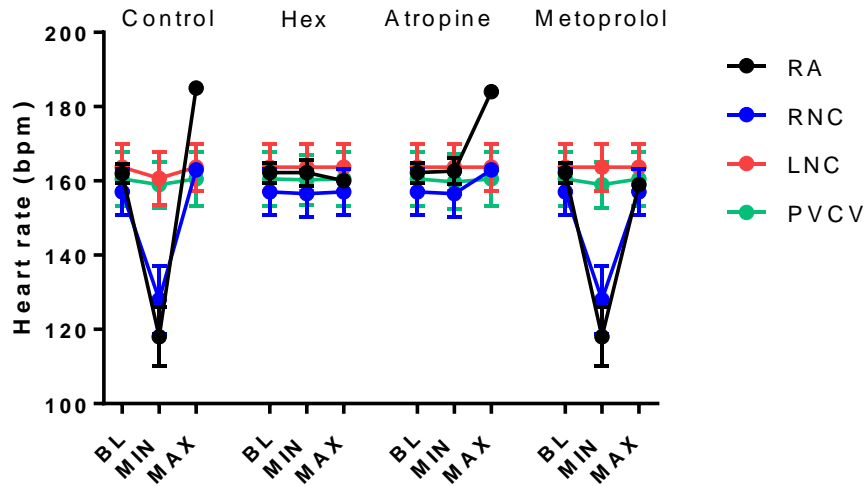 Control Hex Atropine Metoprolol
200
180
160
140
120
100
Heart rate (bpm)
BL MIN MAX BL MIN MAX BL MIN MAX BL MIN MAX
RA
RNC
LNC
PVCV